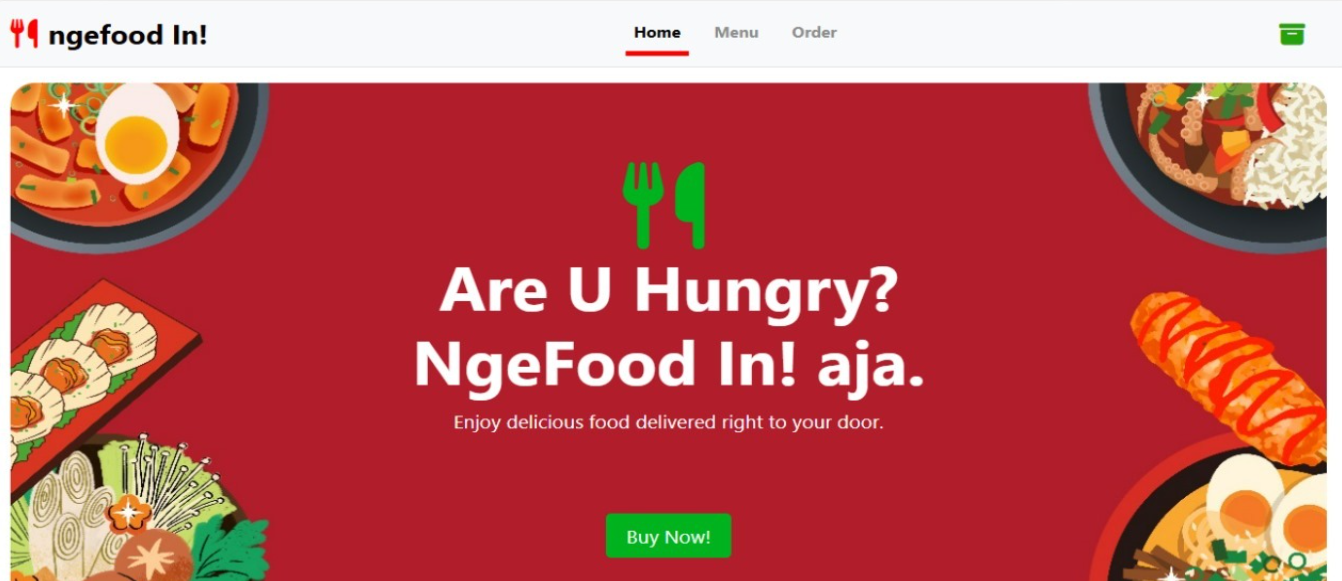 ngefood In!
Home
Menu
Order
Are U Hungry?
NgeFood In! aja.
Enjoy delicious food delivered right to your door.
Buy Now!